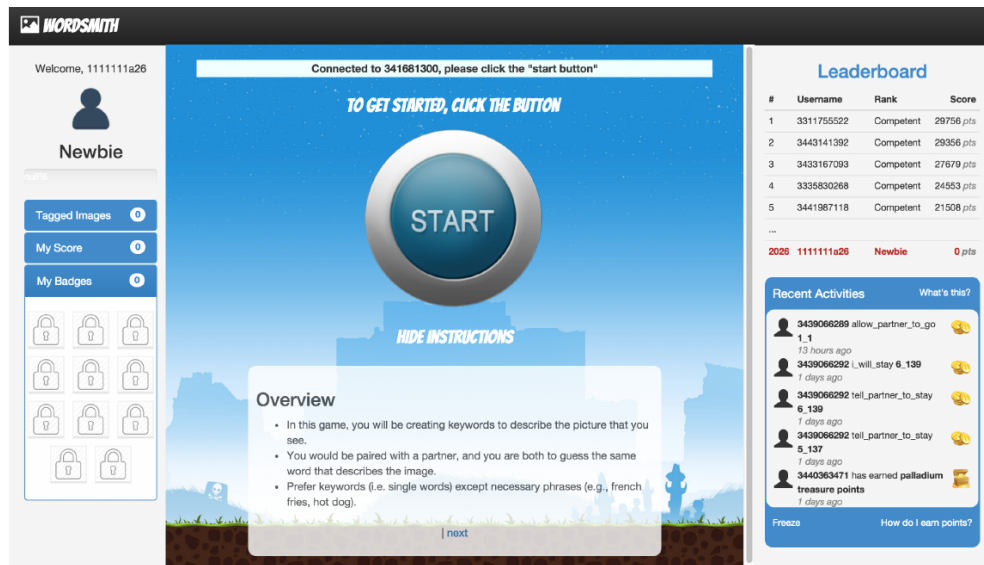 WORDSMITH
Welcome, 1111111a26
Newbie
Tagged Images 0
My Score 0
My Badges 0
Connected to 341681300, please click the "start button"
TO GET STARTED, CLICK THE BUTTON
START
HIDE INSTRUCTIONS
Overview
• In this game, you will be creating keywords to describe the picture that you
see.
• You would be paired with a partner, and you are both to guess the same
word that describes the image.
• Prefer keywords (i.e. single words) except necessary phrases (e.g., french
fries, hot dog).
| next
Leaderboard
# Username Rank Score
1 3311755522 Competent 29756 pts
2 3443141392 Competent 29356 pts
3 3433167093 Competent 27679 pts
4 3335830268 Competent 24553 pts
5 3441987118 Competent 21508 pts
...
2026 1111111a26 Newbie 0 pts
Recent Activities What's this?
3439066289 allow_partner_to_go
1_1
13 hours ago
3439066292 i_will_stay 6_139
1 days ago
3439066292 tell_partner_to_stay
6_139
1 days ago
3439066292 tell_partner_to_stay
5_137
1 days ago
3440363471 has earned palladium
treasure points
1 days ago
Freeze How do I earn points?